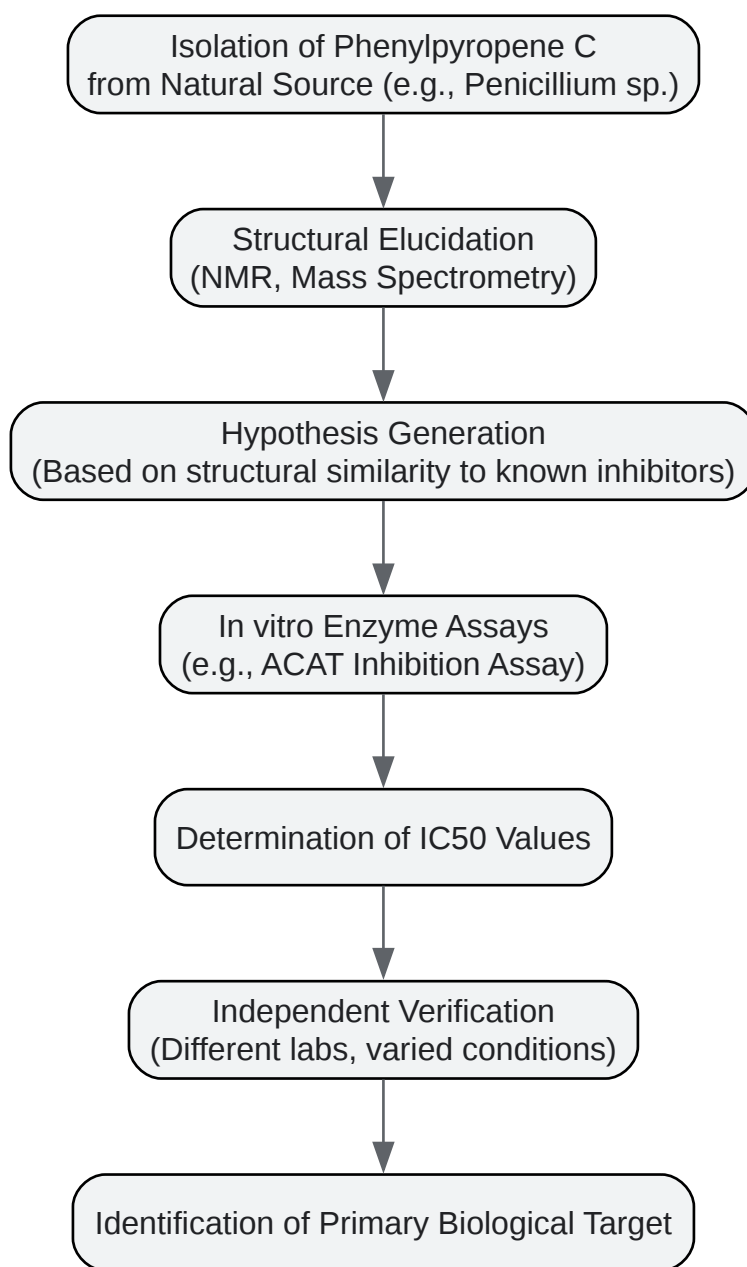 Isolation of Phenylpyropene C
from Natural Source (e.g., Penicillium sp.)
Structural Elucidation
(NMR, Mass Spectrometry)
Hypothesis Generation
(Based on structural similarity to known inhibitors)
In vitro Enzyme Assays
(e.g., ACAT Inhibition Assay)
Determination of IC50 Values
Independent Verification
(Different labs, varied conditions)
Identification of Primary Biological Target